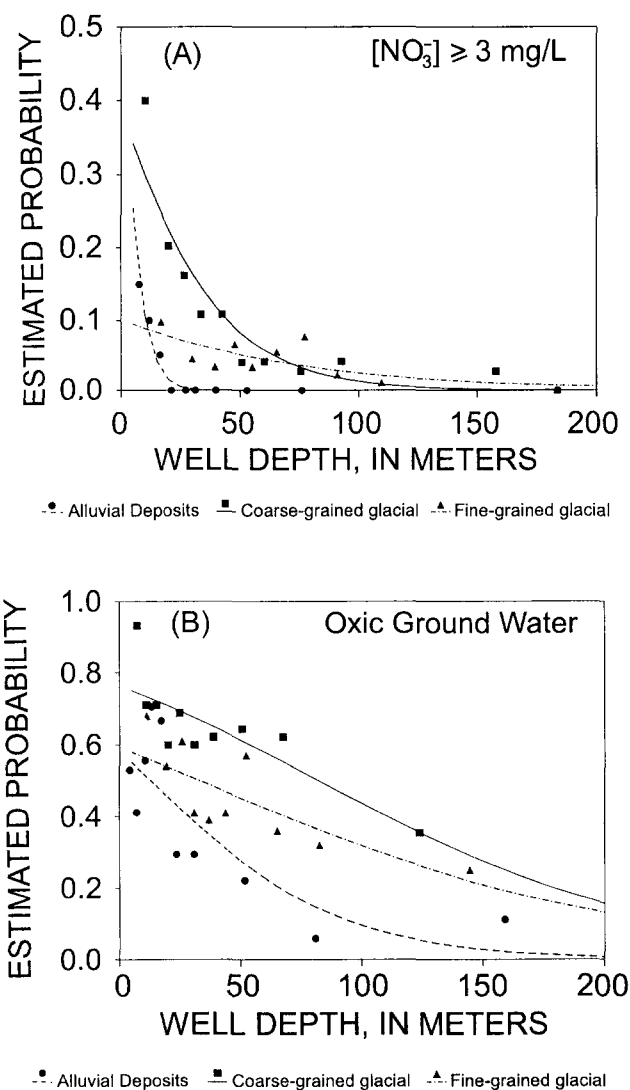 (A) [NO₃⁻] ⩾ 3 mg/L
ESTIMATED PROBABILITY
0.5
0.4
0.3
0.2
0.1
0.0
0 50 100 150 200
WELL DEPTH, IN METERS
Alluvial Deposits Coarse-grained glacial Fine-grained glacial
(B) Oxic Ground Water
ESTIMATED PROBABILITY
1.0
0.8
0.6
0.4
0.2
0.0
0 50 100 150 200
WELL DEPTH, IN METERS
Alluvial Deposits Coarse-grained glacial Fine-grained glacial